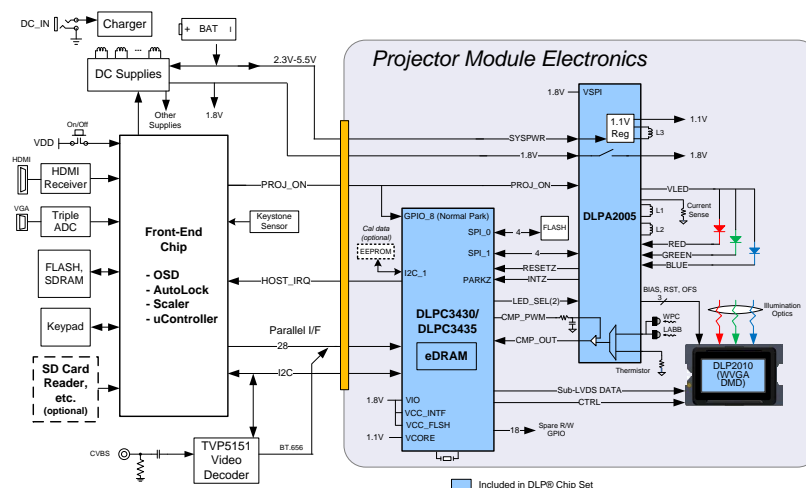 DC_IN
Charger
+ BAT –
DC Supplies
2.3V-5.5V
Other
Supplies
1.8V
On/Off
VDD
HDMI
HDMI
Receiver
VGA
Triple
ADC
FLASH,
SDRAM
Keypad
SD Card
Reader,
etc.
(optional)
Front-End
Chip
- OSD
- AutoLock
- Scaler
- uController
Keystone
Sensor
PROJ_ON
HOST_IRQ
Parallel I/F
28
I2C
CVBS
TVP5151
Video
Decoder
BT.656
Projector Module Electronics
1.8V
VSPI
1.1V
Reg
1.1V
L3
SYSPWR
1.8V
1.8V
PROJ_ON
DLPA2005
VLED
L1
L2
Current
Sense
RED
GREEN
BLUE
GPIO_8 (Normal Park)
Cal data
(optional)
EEPROM
I2C_1
SPI_0
4
FLASH
SPI_1
4
RESETZ
PARKZ
INTZ
DLPC3430/
DLPC3435
eDRAM
LED_SEL(2)
CMP_PWM
CMP_OUT
BIAS, RST, OFS
3
WPC
LABB
Thermistor
Illumination
Optics
DLP2010
(WVGA
DMD)
Sub-LVDS DATA
CTRL
1.8V
VIO
VCC_INTF
VCC_FLSH
1.1V
VCORE
18
Spare R/W
GPIO
Included in DLP® Chip Set